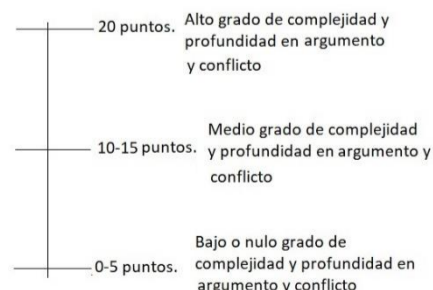 20 puntos. Alto grado de complejidad y
profundidad en argumento
y conflicto
Medio grado de complejidad
10-15 puntos. y profundidad en argumento y
conflicto
Bajo o nulo grado de
0-5 puntos. complejidad y profundidad en
argumento y conflicto